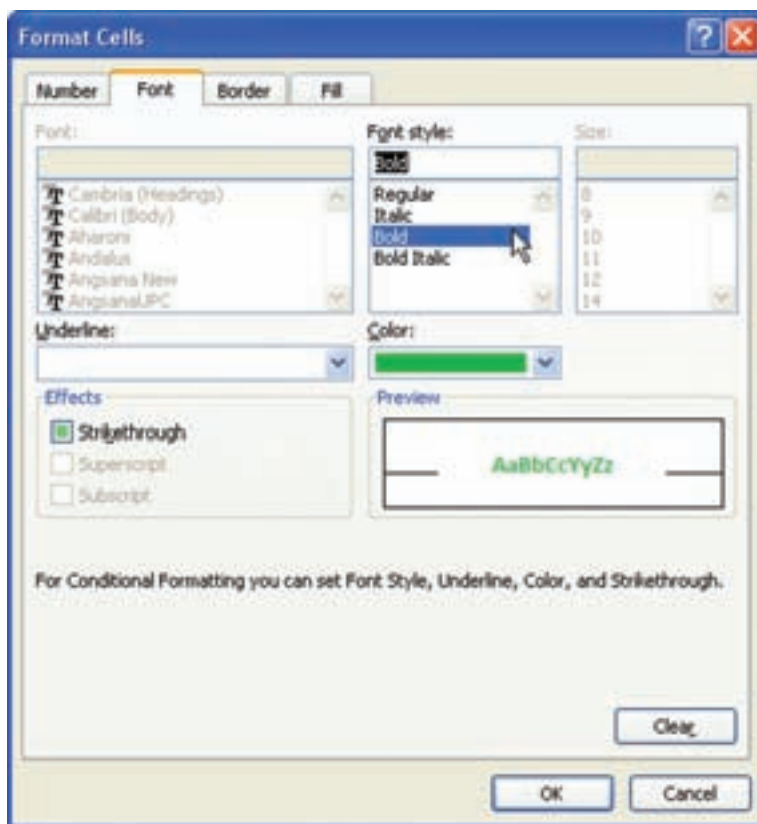 Format Cells
Number Font Border Fill
Font: Font style: Size:
Bold
Cambria (Headings) Regular 8
Calibri (Body) Italic 9
Aharoni Bold 10
Andalus Bold Italic 11
Angsana New 12
AngsanaUPC 14
Underline: Color:
Effects Preview
Strikethrough
AaBbCcYyZz
Superscript
Subscript
For Conditional Formatting you can set Font Style, Underline, Color, and Strikethrough.
Clear
OK Cancel